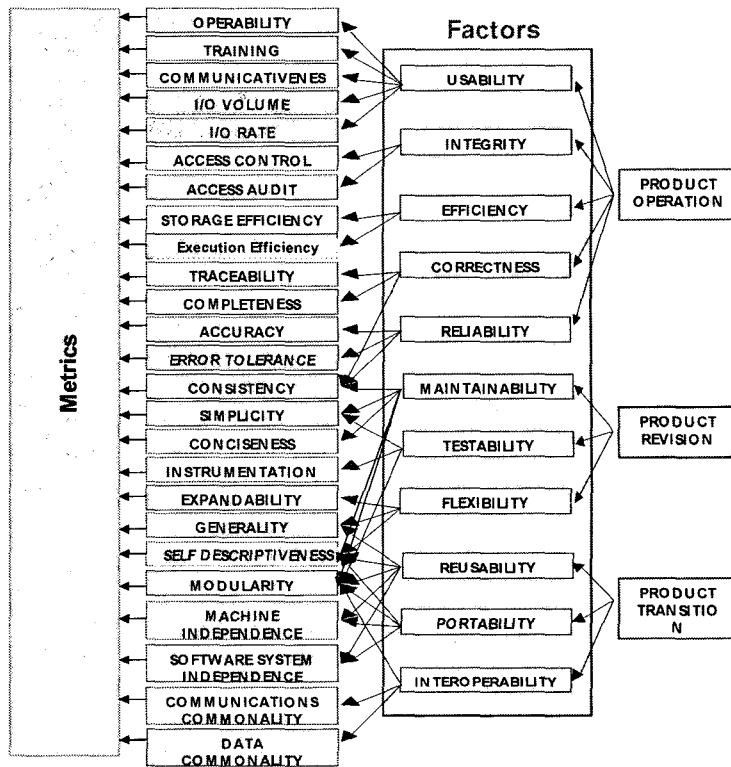 Metrics
OPERABILITY
TRAINING
COMMUNICATIVENES
I/O VOLUME
I/O RATE
ACCESS CONTROL
ACCESS AUDIT
STORAGE EFFICIENCY
Execution Efficiency
TRACEABILITY
COMPLETENESS
ACCURACY
ERROR TOLERANCE
CONSISTENCY
SIMPLICITY
CONCISENESS
INSTRUMENTATION
EXPANDABILITY
GENERALITY
SELF DESCRIPTIVENESS
MODULARITY
MACHINE
INDEPENDENCE
SOFTWARE SYSTEM
INDEPENDENCE
COMMUNICATIONS
COMMONALITY
DATA
COMMONALITY
Factors
USABILITY
INTEGRITY
EFFICIENCY
CORRECTNESS
RELIABILITY
MAINTAINABILITY
TESTABILITY
FLEXIBILITY
REUSABILITY
PORTABILITY
INTEROPERABILITY
PRODUCT
OPERATION
PRODUCT
REVISION
PRODUCT
TRANSITIO
N